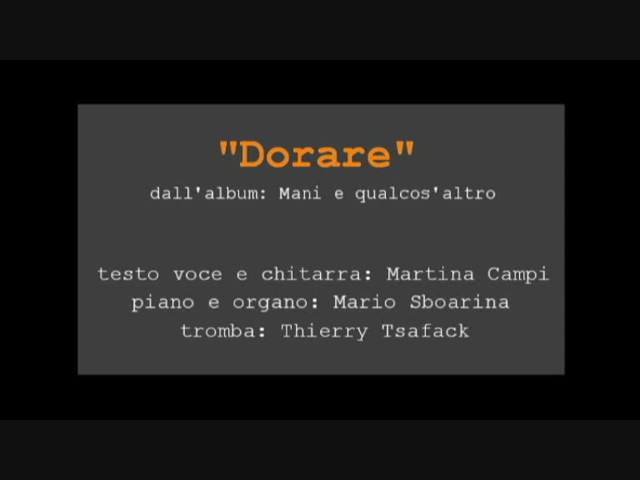 "Dorare"
dall'album: Mani e qualcos'altro
testo voce e chitarra: Martina Campi
piano e organo: Mario Sboarina
tromba: Thierry Tsafack